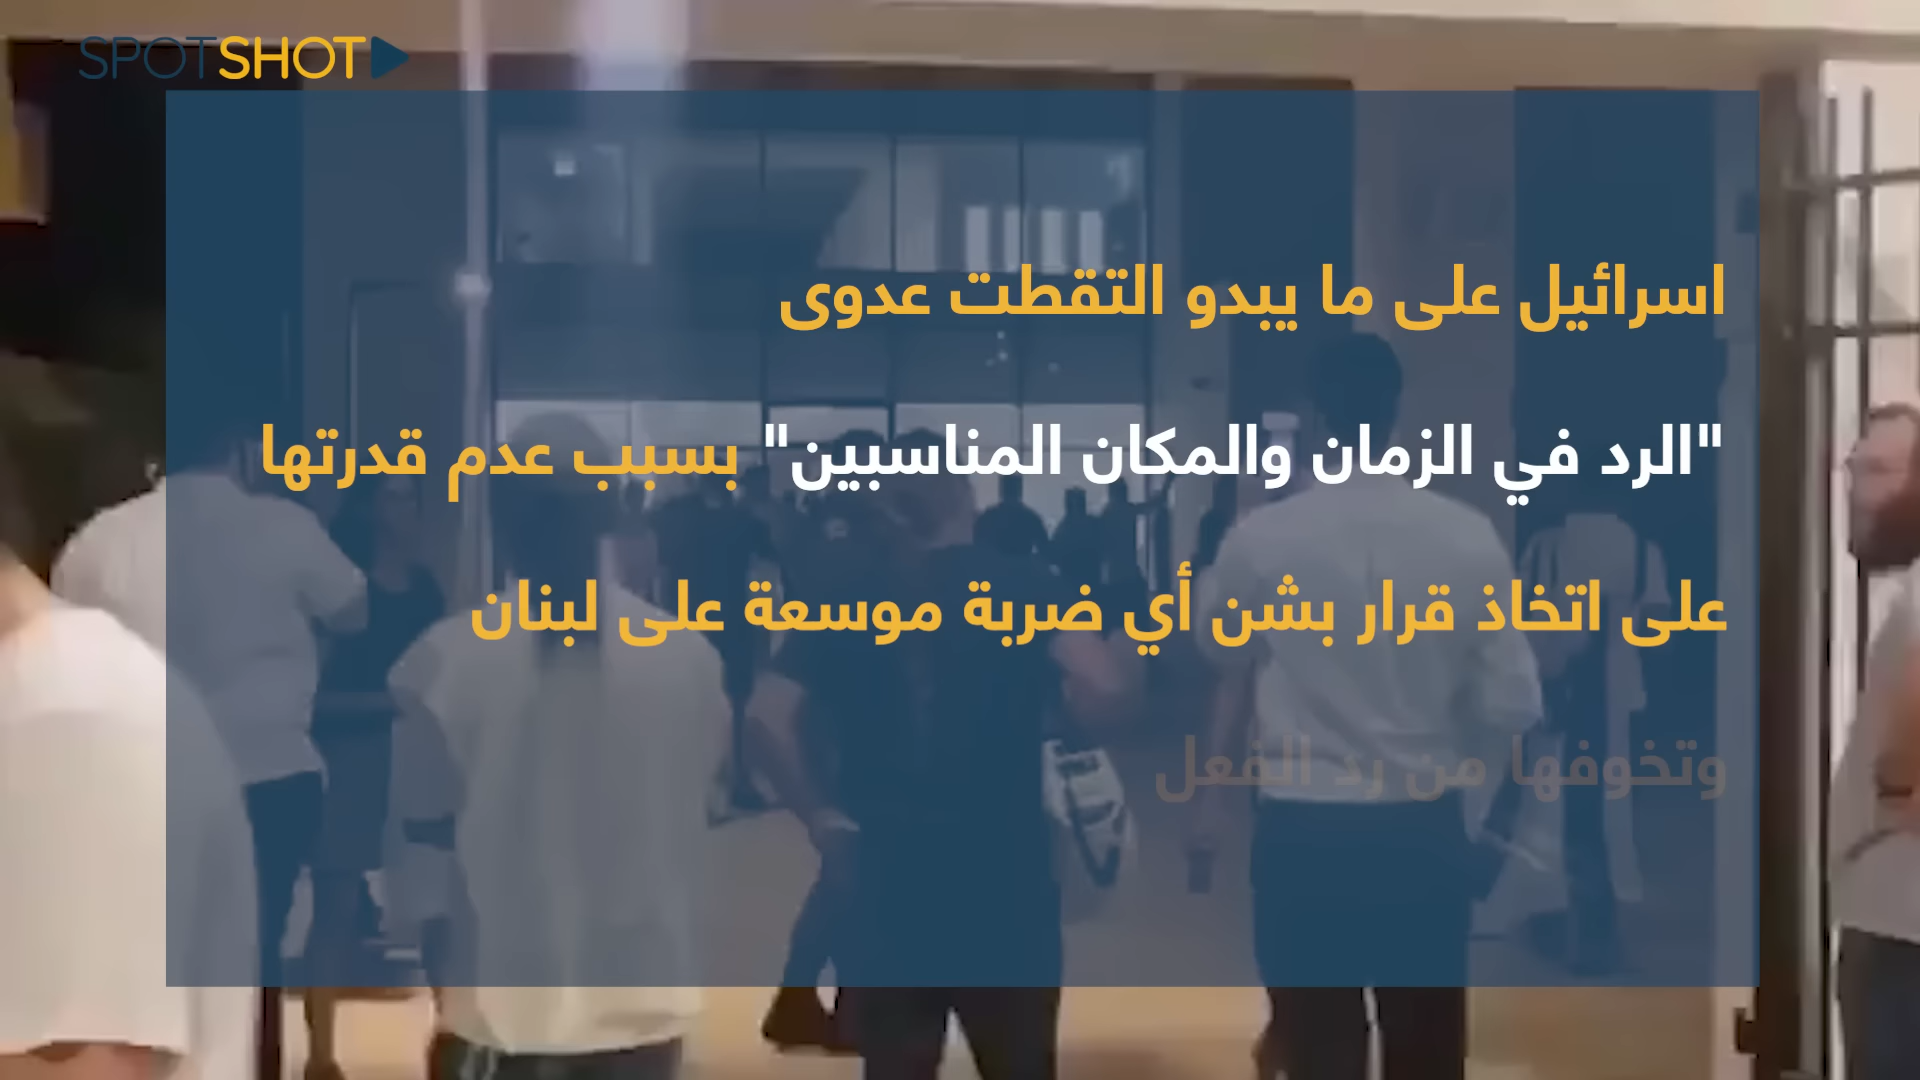 SPOTSHOT
اسرائيل على ما يبدو التقطت عدوى
"الرد في الزمان والمكان المناسبين" بسبب عدم قدرتها
على اتخاذ قرار بشن أي ضربة موسعة على لبنان
وتخوفها من رد الفعل